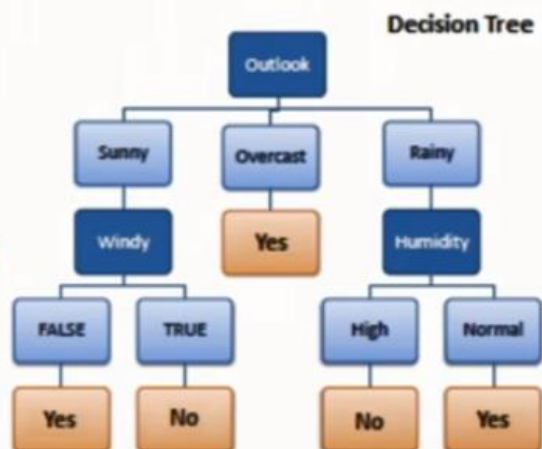 Decision Tree
Outlook
Sunny Overcast Rainy
Windy Yes Humidity
FALSE TRUE High Normal
Yes No No Yes